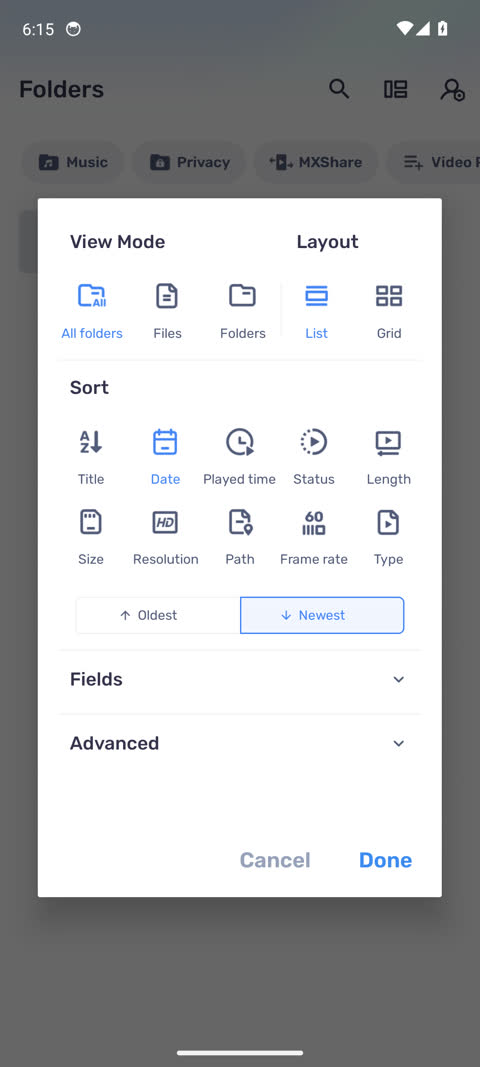 6:15
Folders
Music
Privacy
MXShare
Video
View Mode
Layout
All
All folders
Files
Folders
List
Grid
Sort
A
Z
Title
Date
Played time
Status
Length
HD
60
Size
Resolution
Path
Frame rate
Type
↑ Oldest
↓ Newest
Fields
Advanced
Cancel
Done